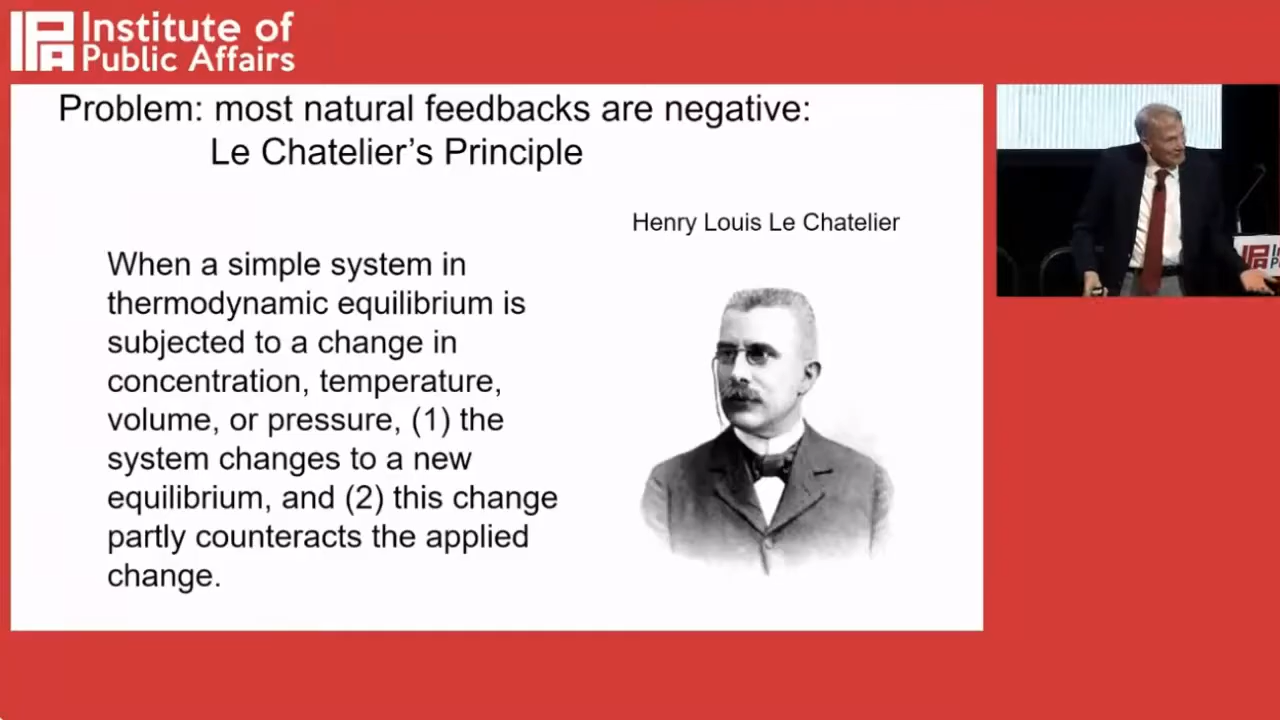 Institute of
Public Affairs
Problem: most natural feedbacks are negative:
Le Chatelier's Principle
Henry Louis Le Chatelier
When a simple system in
thermodynamic equilibrium is
subjected to a change in
concentration, temperature,
volume, or pressure, (1) the
system changes to a new
equilibrium, and (2) this change
partly counteracts the applied
change.